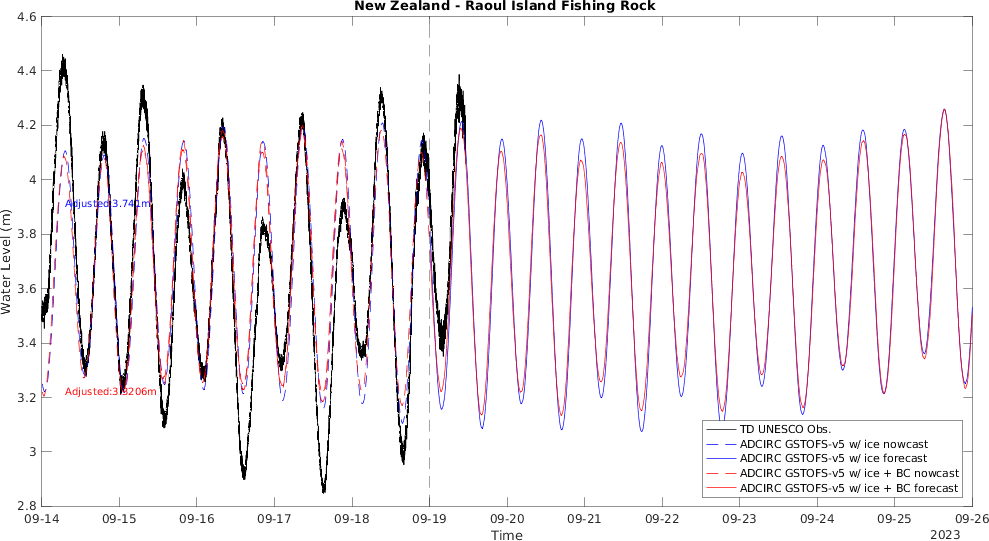 New Zealand - Raoul Island Fishing Rock
4.6
4.4
4.2
4
3.8
3.6
3.4
3.2
3
2.8
Water Level (m)
Adjusted:3.741m
Adjusted:3.9206m
TD UNESCO Obs.
ADCIRC GSTOFS-v5 w/ ice nowcast
ADCIRC GSTOFS-v5 w/ ice forecast
ADCIRC GSTOFS-v5 w/ ice + BC nowcast
ADCIRC GSTOFS-v5 w/ ice + BC forecast
09-14 09-15 09-16 09-17 09-18 09-19 09-20 09-21 09-22 09-23 09-24 09-25 09-26
Time
2023